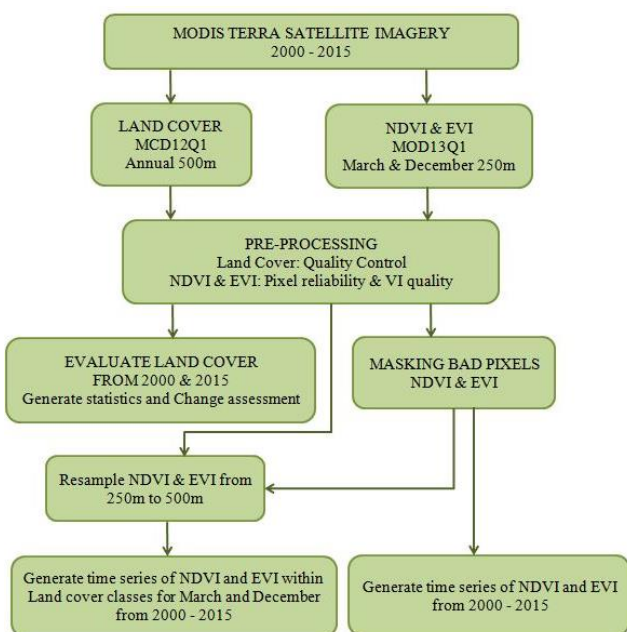 MODIS TERRA SATELLITE IMAGERY
2000 - 2015
LAND COVER
MCD12Q1
Annual 500m
NDVI & EVI
MOD13Q1
March & December 250m
PRE-PROCESSING
Land Cover: Quality Control
NDVI & EVI: Pixel reliability & VI quality
EVALUATE LAND COVER
FROM 2000 & 2015
Generate statistics and Change assessment
MASKING BAD PIXELS
NDVI & EVI
Resample NDVI & EVI from
250m to 500m
Generate time series of NDVI and EVI within
Land cover classes for March and December
from 2000 - 2015
Generate time series of NDVI and EVI
from 2000 - 2015